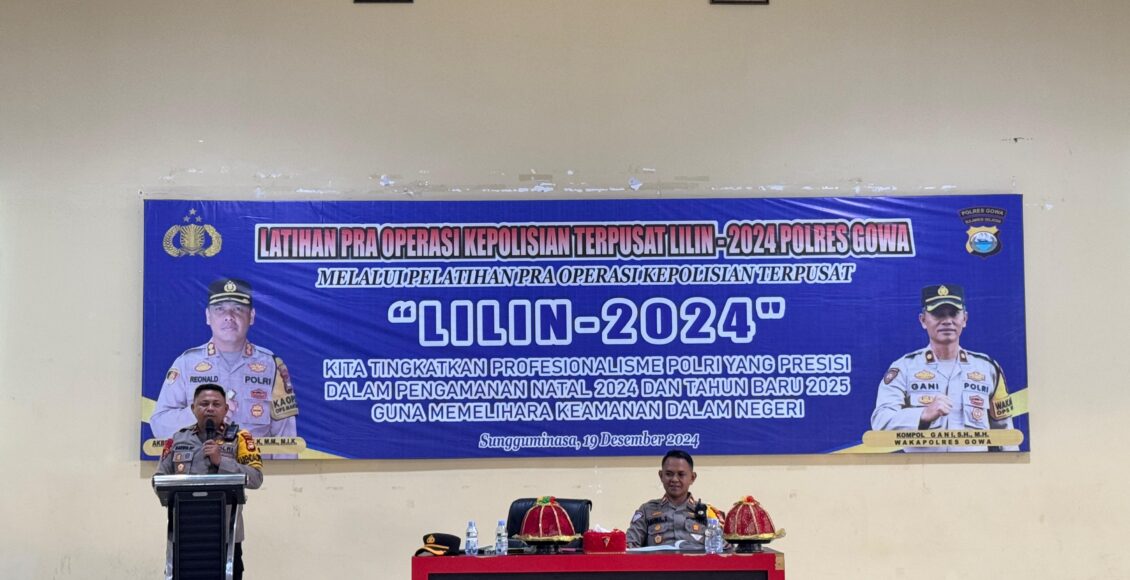 LATIHAN PRA OPERASI KEPOLISIAN TERPUSAT LILIN - 2024 POLRES GOWA
MELALUI PELATIHAN PRA OPERASI KEPOLISIAN TERPUSAT
"LILIN-2024"
KITA TINGKATKAN PROFESIONALISME POLRI YANG PRESISI
DALAM PENGAMANAN NATAL 2024 DAN TAHUN BARU 2025
GUNA MEMELIHARA KEAMANAN DALAM NEGERI
Sungguminasa, 19 Desember 2024
POLRES GOWA
REONALD
POLRI
GANI
POLRI
KOMPOL GANI, S.H., M.H.
WAKAPOLRES GOWA